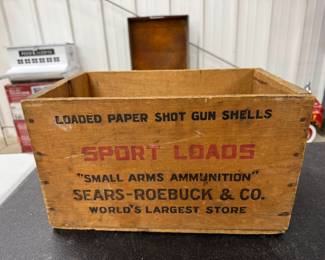 LOADED PAPER SHOT GUN SHELLS
SPORT LOADS
"SMALL ARMS AMMUNITION"
SEARS-ROEBUCK & CO.
WORLD'S LARGEST STORE